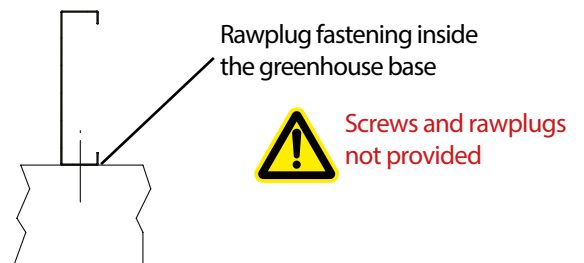 Rawplug fastening inside
the greenhouse base
Screws and rawplugs
not provided